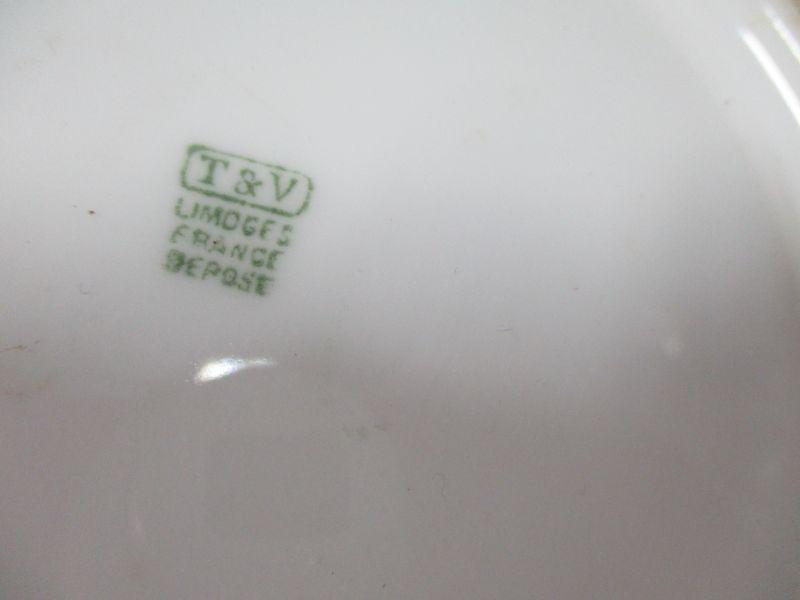 T & V
LIMOGES
FRANCE
DEPOSE